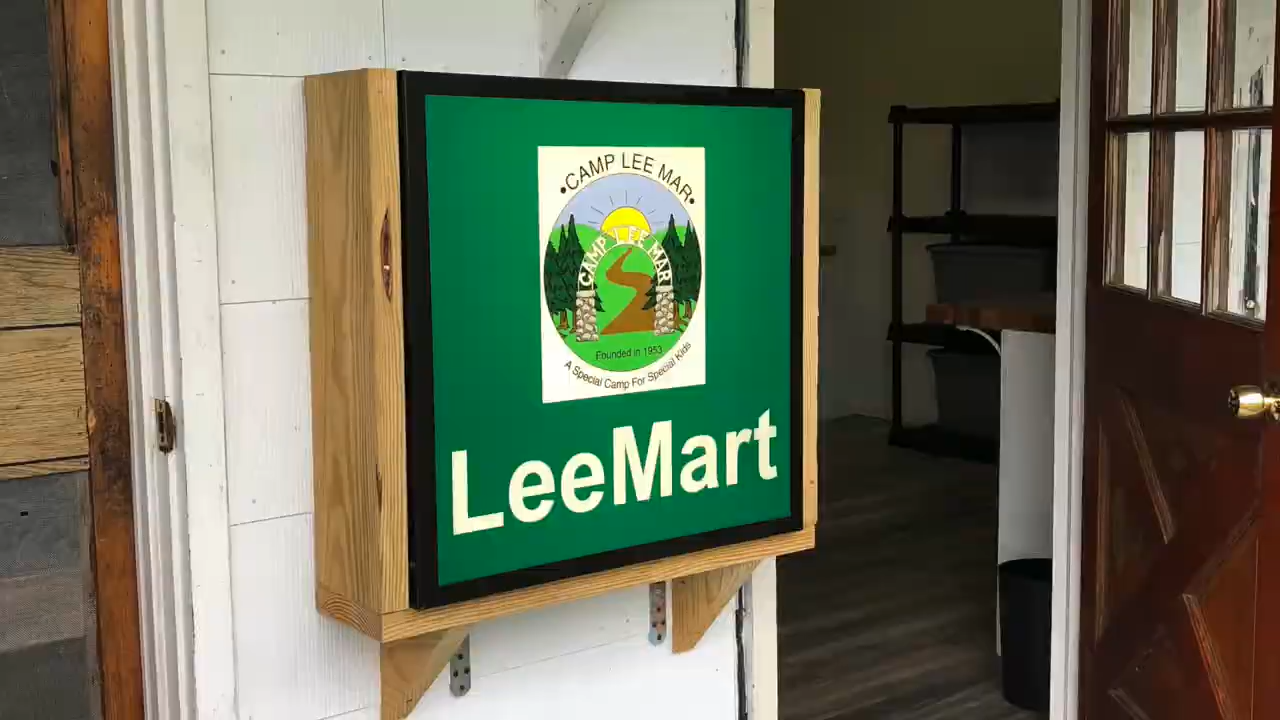 •CAMP LEE MAR•
CAMP LEE MAR
Founded in 1953
A Special Camp For Special Kids
LeeMart